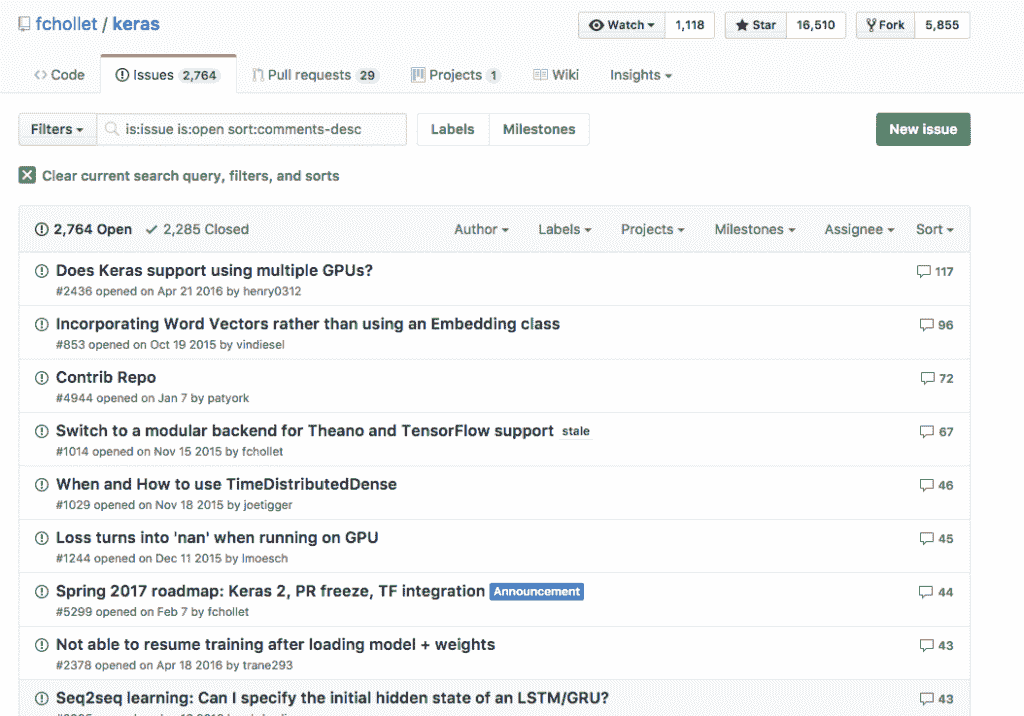 fchollet / keras
Watch 1,118 Star 16,510 Fork 5,855
Code Issues 2,764 Pull requests 29 Projects 1 Wiki Insights
Filters is:issue is:open sort:comments-desc Labels Milestones New issue
Clear current search query, filters, and sorts
2,764 Open 2,285 Closed Author Labels Projects Milestones Assignee Sort
Does Keras support using multiple GPUs? 117
#2436 opened on Apr 21 2016 by henry0312
Incorporating Word Vectors rather than using an Embedding class 96
#853 opened on Oct 19 2015 by vindiesel
Contrib Repo 72
#4944 opened on Jan 7 by patyork
Switch to a modular backend for Theano and TensorFlow support stale 67
#1014 opened on Nov 15 2015 by fchollet
When and How to use TimeDistributedDense 46
#1029 opened on Nov 18 2015 by joetigger
Loss turns into 'nan' when running on GPU 45
#1244 opened on Dec 11 2015 by lmoesch
Spring 2017 roadmap: Keras 2, PR freeze, TF integration Announcement 44
#5299 opened on Feb 7 by fchollet
Not able to resume training after loading model + weights 43
#2378 opened on Apr 18 2016 by trane293
Seq2seq learning: Can I specify the initial hidden state of an LSTM/GRU? 43